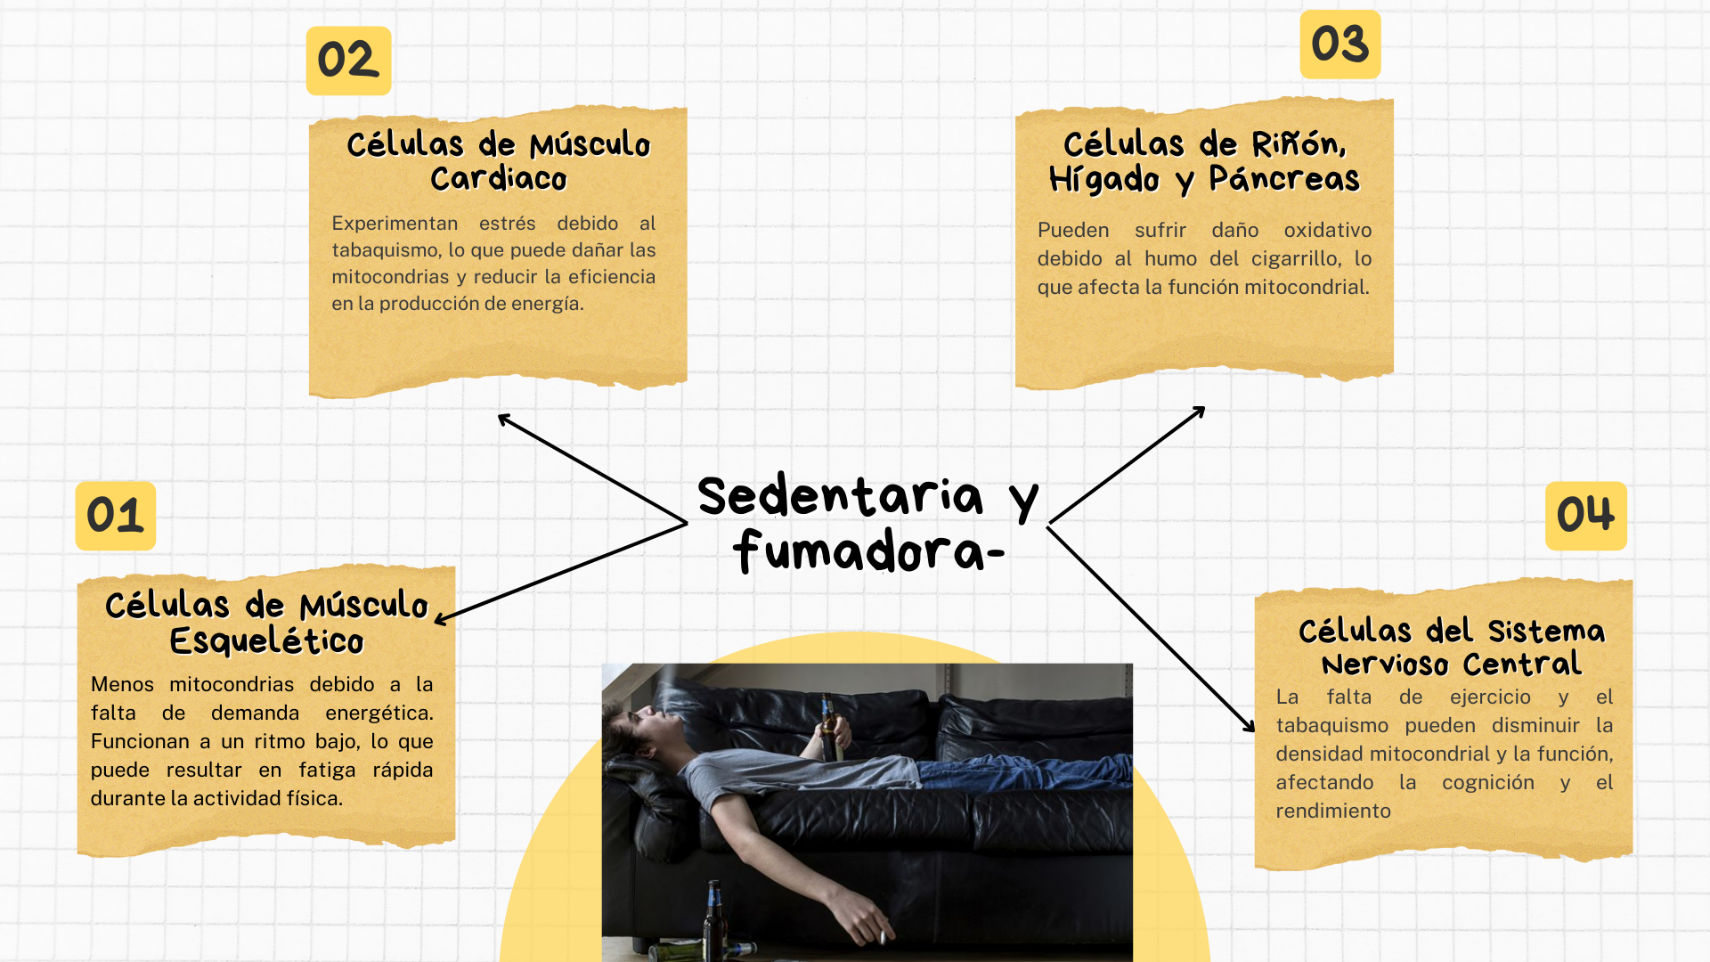 02
Células de Músculo
Cardiaco
Experimentan estrés debido al
tabaquismo, lo que puede dañar las
mitocondrias y reducir la eficiencia
en la producción de energía.
03
Células de Riñón,
Hígado y Páncreas
Pueden sufrir daño oxidativo
debido al humo del cigarrillo, lo
que afecta la función mitocondrial.
Sedentaria y
fumadora-
01
Células de Músculo
Esquelético
Menos mitocondrias debido a la
falta de demanda energética.
Funcionan a un ritmo bajo, lo que
puede resultar en fatiga rápida
durante la actividad física.
04
Células del Sistema
Nervioso Central
La falta de ejercicio y el
tabaquismo pueden disminuir la
densidad mitocondrial y la función,
afectando la cognición y el
rendimiento